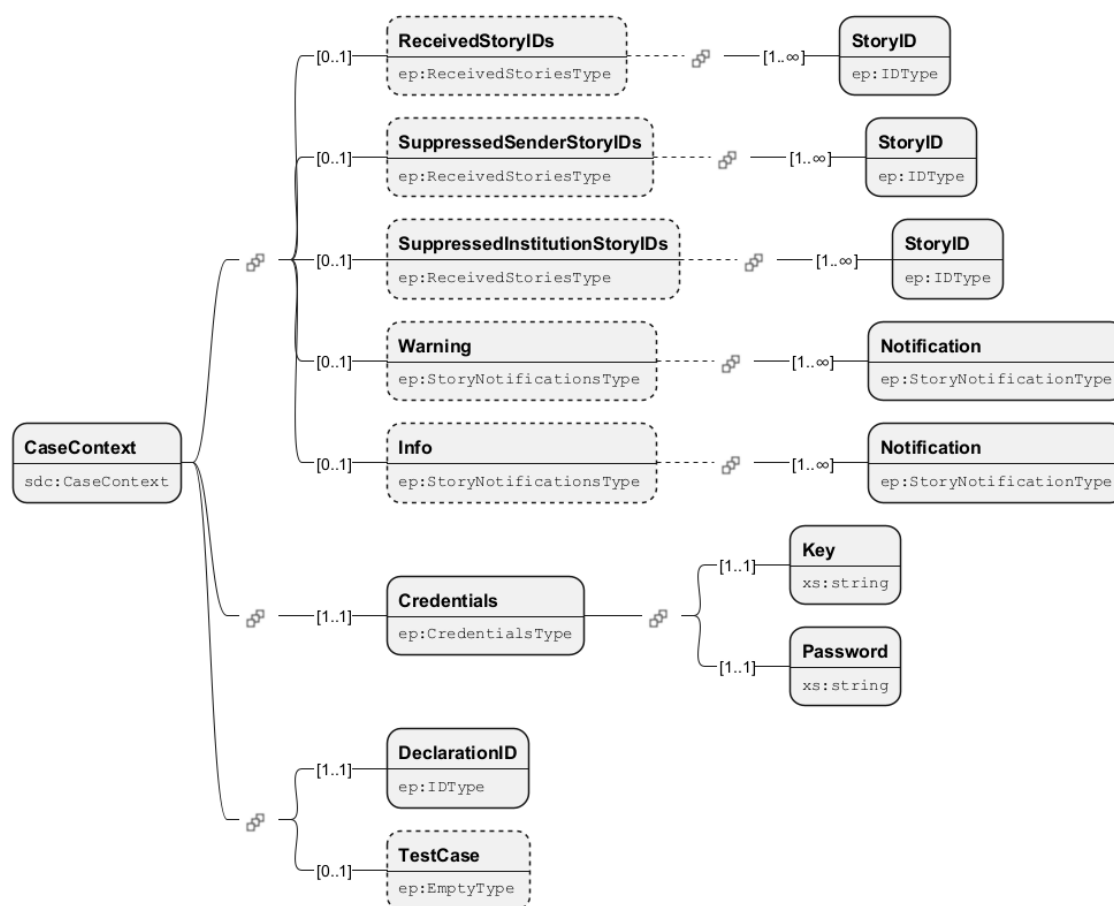 ReceivedStoryIDs
[0..1]
ep:ReceivedStoriesType
[1..∞]
StoryID
ep:IDType
SuppressedSenderStoryIDs
[0..1]
ep:ReceivedStoriesType
[1..∞]
StoryID
ep:IDType
SuppressedInstitutionStoryIDs
[0..1]
ep:ReceivedStoriesType
[1..∞]
StoryID
ep:IDType
Warning
[0..1]
ep:StoryNotificationsType
[1..∞]
Notification
ep:StoryNotificationType
CaseContext
sdc:CaseContext
Info
[0..1]
ep:StoryNotificationsType
[1..∞]
Notification
ep:StoryNotificationType
Credentials
[1..1]
ep:CredentialsType
[1..1]
Key
xs:string
[1..1]
Password
xs:string
DeclarationID
[1..1]
ep:IDType
TestCase
[0..1]
ep:EmptyType